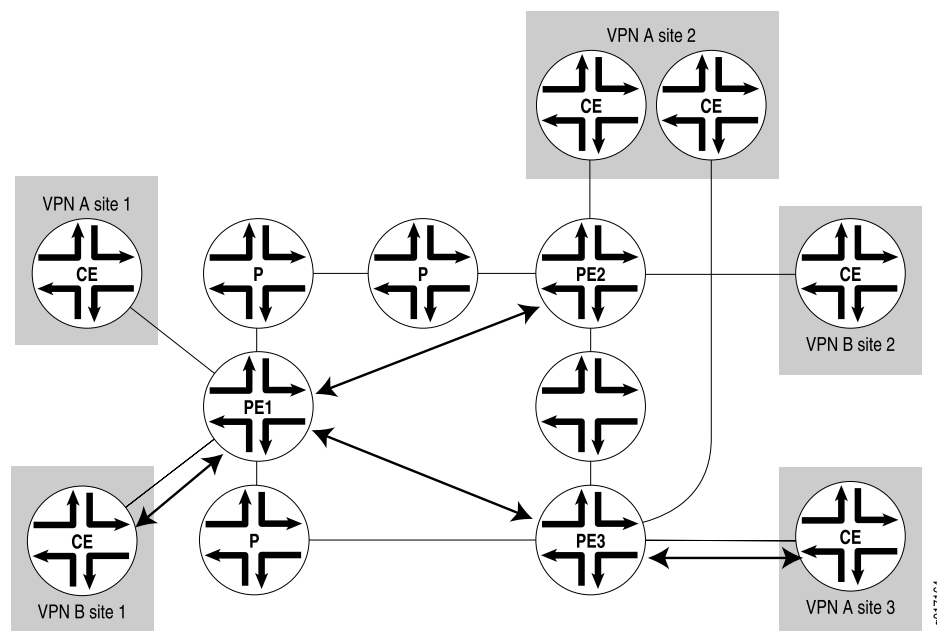 VPN A site 2
CE
CE
VPN A site 1
CE
P
P
PE2
CE
VPN B site 2
PE1
CE
P
PE3
CE
VPN B site 1
VPN A site 3